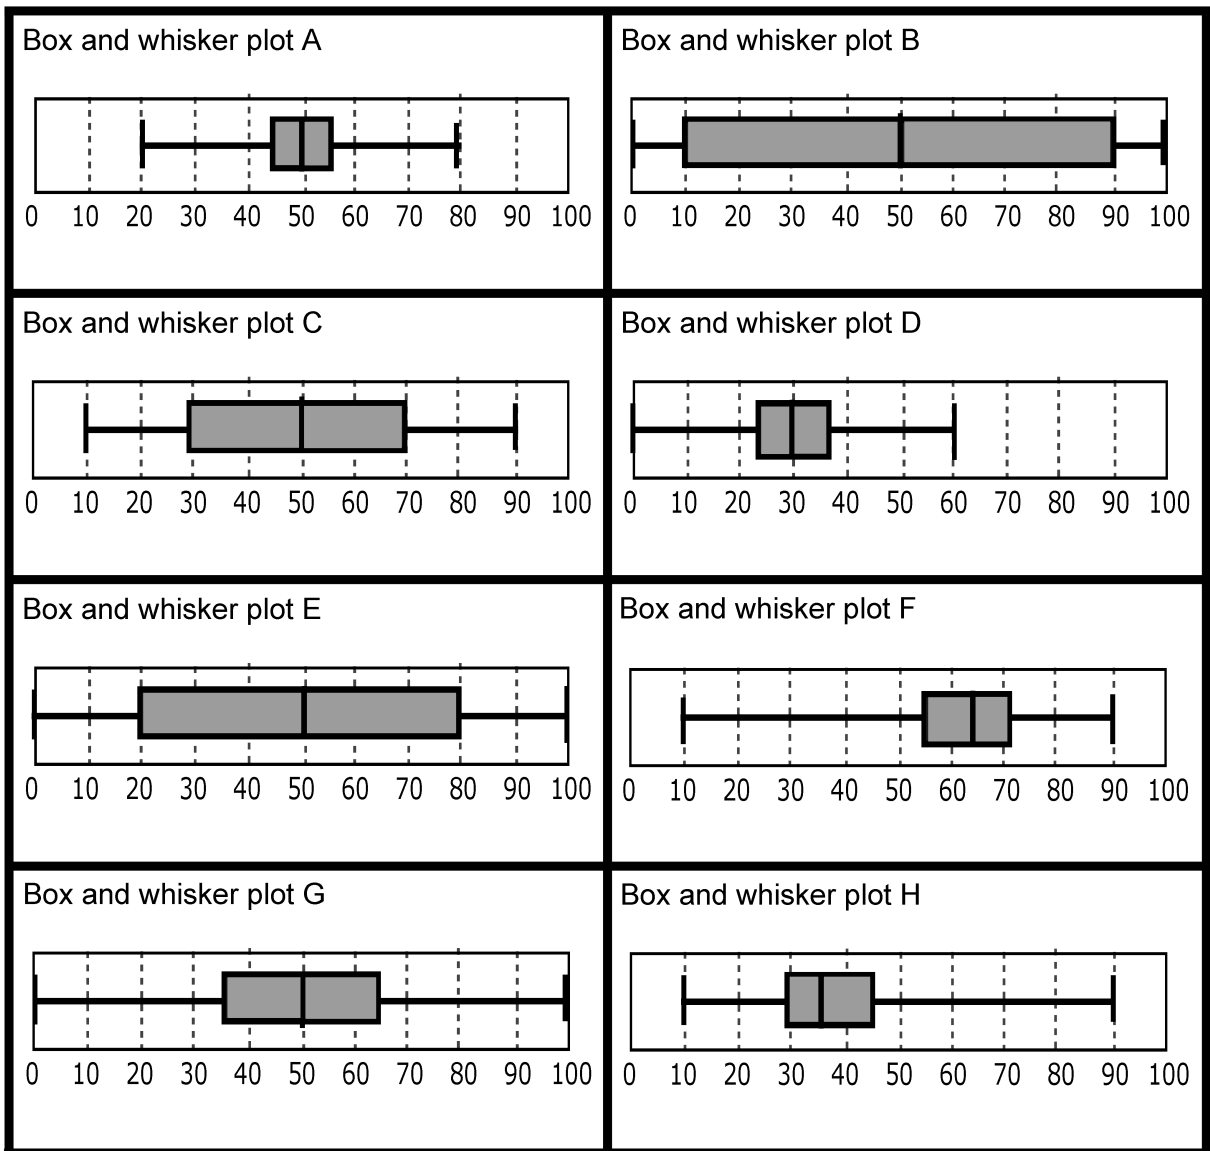 Box and whisker plot A
0 10 20 30 40 50 60 70 80 90 100
Box and whisker plot B
0 10 20 30 40 50 60 70 80 90 100
Box and whisker plot C
0 10 20 30 40 50 60 70 80 90 100
Box and whisker plot D
0 10 20 30 40 50 60 70 80 90 100
Box and whisker plot E
0 10 20 30 40 50 60 70 80 90 100
Box and whisker plot F
0 10 20 30 40 50 60 70 80 90 100
Box and whisker plot G
0 10 20 30 40 50 60 70 80 90 100
Box and whisker plot H
0 10 20 30 40 50 60 70 80 90 100